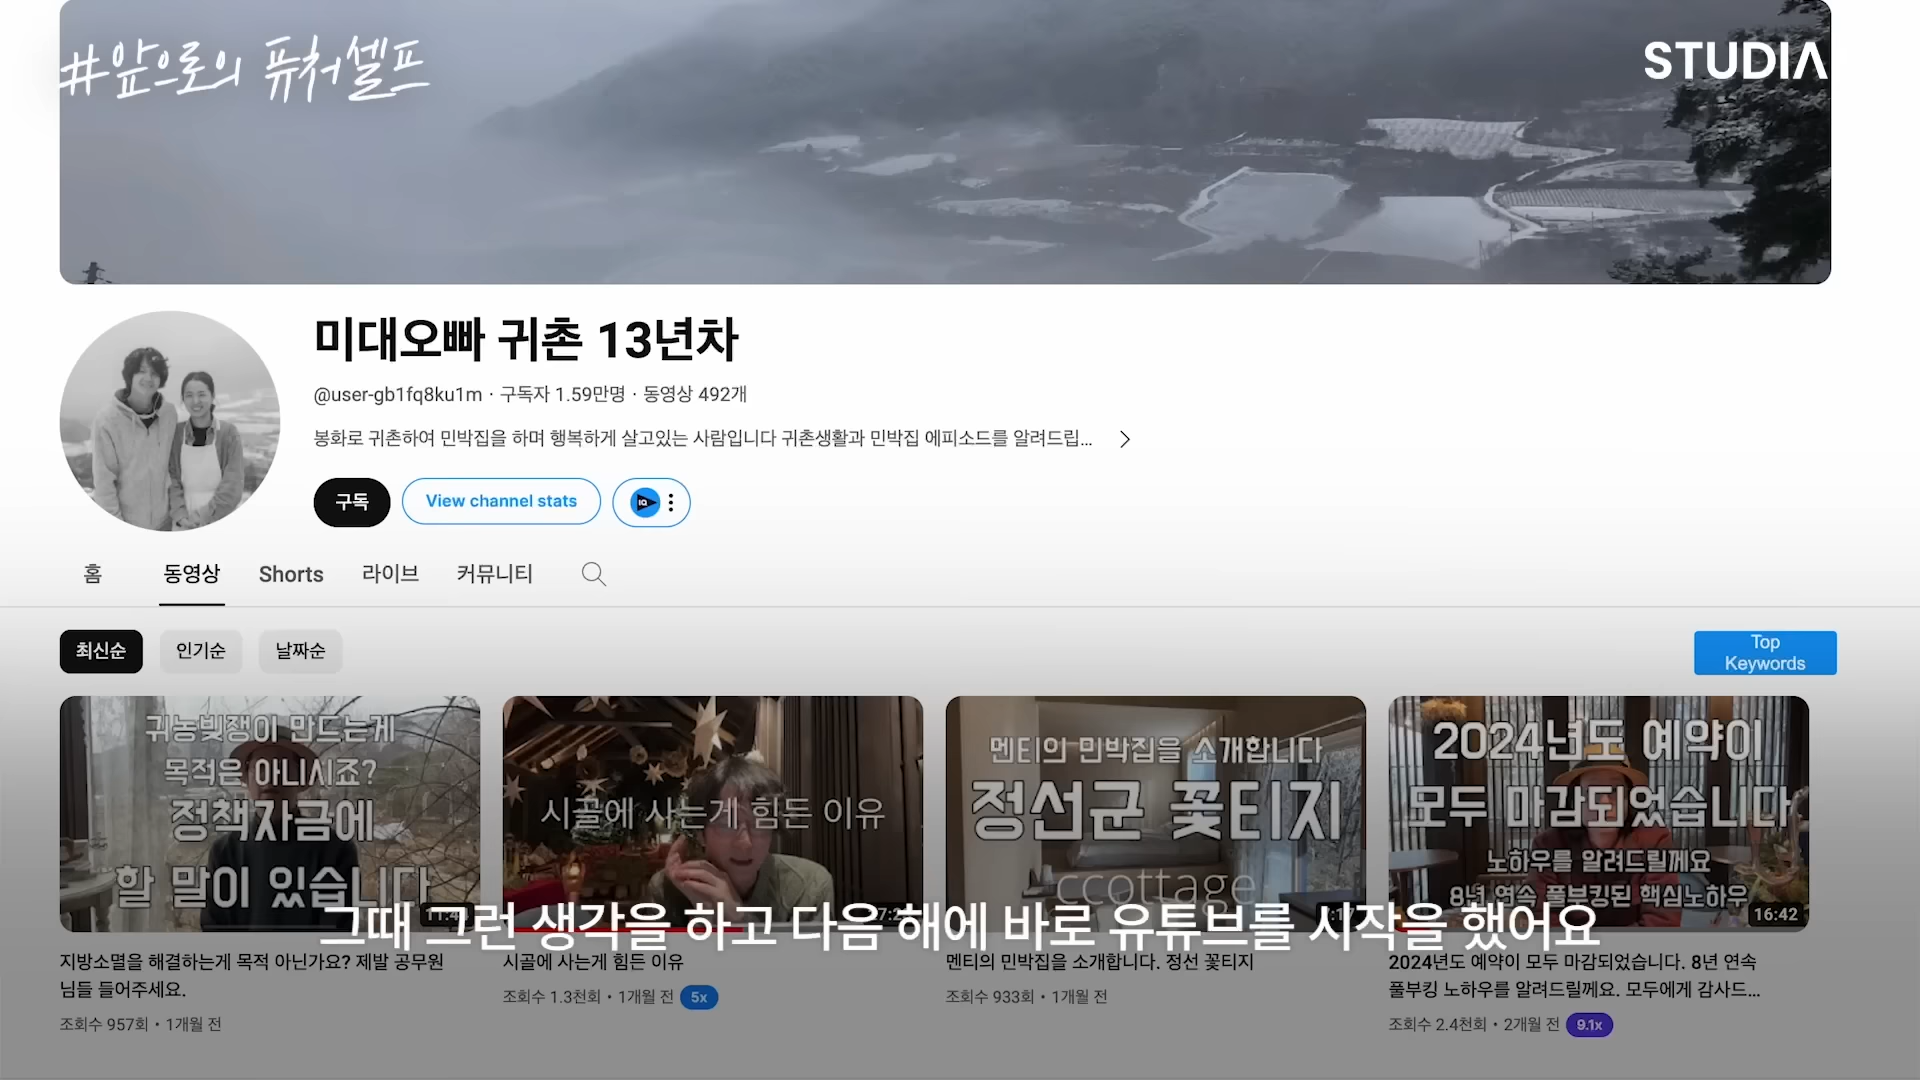 #앞으로의 퓨처셀프
STUDIA
미대오빠 귀촌 13년차
@user-gb1fq8ku1m · 구독자 1.59만명 · 동영상 492개
봉화로 귀촌하여 민박집을 하며 행복하게 살고있는 사람입니다 귀촌생활과 민박집 에피소드를 알려드립...
구독
View channel stats
IQ
홈
동영상
Shorts
라이브
커뮤니티
최신순
인기순
날짜순
Top
Keywords
귀농빚쟁이 만드는게
목적은 아니시죠?
정책자금에
할 말이 있습니다
시골에 사는게 힘든 이유
멘티의 민박집을 소개합니다
정선군 꽃티지
ccottage
2024년도 예약이
모두 마감되었습니다
노하우를 알려드릴께요
8년 연속 풀부킹된 핵심노하우
16:42
그때 그런 생각을 하고 다음 해에 바로 유튜브를 시작을 했어요
지방소멸을 해결하는게 목적 아닌가요? 제발 공무원
님들 들어주세요.
조회수 957회 • 1개월 전
시골에 사는게 힘든 이유
조회수 1.3천회 • 1개월 전
5x
멘티의 민박집을 소개합니다. 정선 꽃티지
조회수 933회 • 1개월 전
2024년도 예약이 모두 마감되었습니다. 8년 연속
풀부킹 노하우를 알려드릴께요. 모두에게 감사드...
조회수 2.4천회 • 2개월 전
9.1x